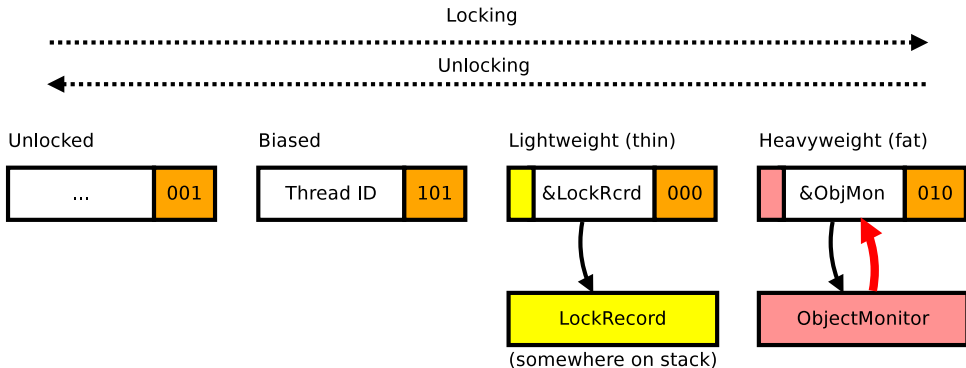 Locking
Unlocking
Unlocked
Biased
Lightweight (thin)
Heavyweight (fat)
... 001
Thread ID 101
&LockRcrd 000
&ObjMon 010
LockRecord
ObjectMonitor
(somewhere on stack)